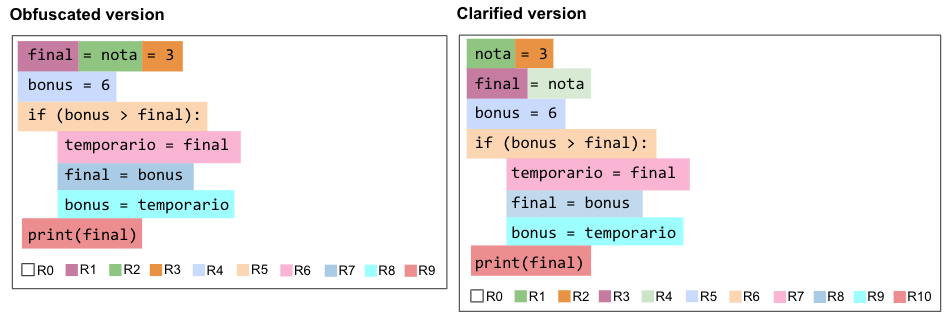 Obfuscated version
final = nota = 3
bonus = 6
if (bonus > final):
temporario = final
final = bonus
bonus = temporario
print(final)
R0 R1 R2 R3 R4 R5 R6 R7 R8 R9
Clarified version
nota = 3
final = nota
bonus = 6
if (bonus > final):
temporario = final
final = bonus
bonus = temporario
print(final)
R0 R1 R2 R3 R4 R5 R6 R7 R8 R9 R10